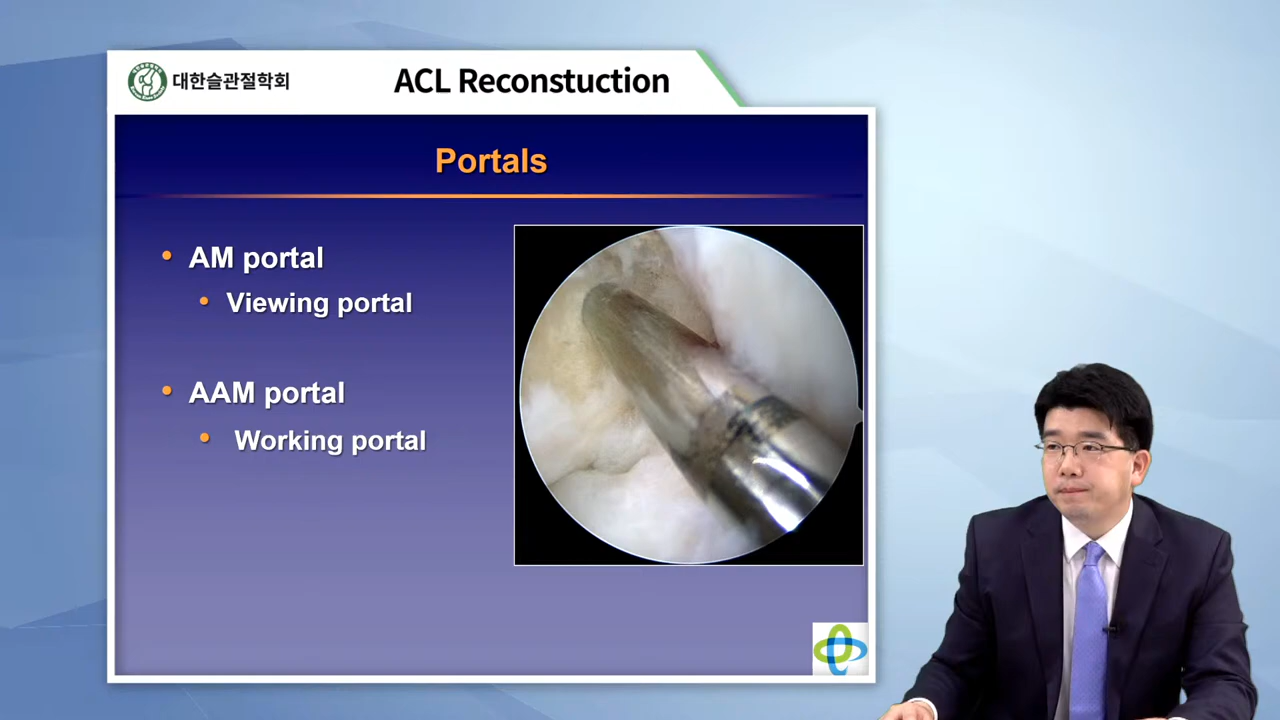 대한슬관절학회
ACL Reconstuction
Portals
• AM portal
• Viewing portal
• AAM portal
• Working portal